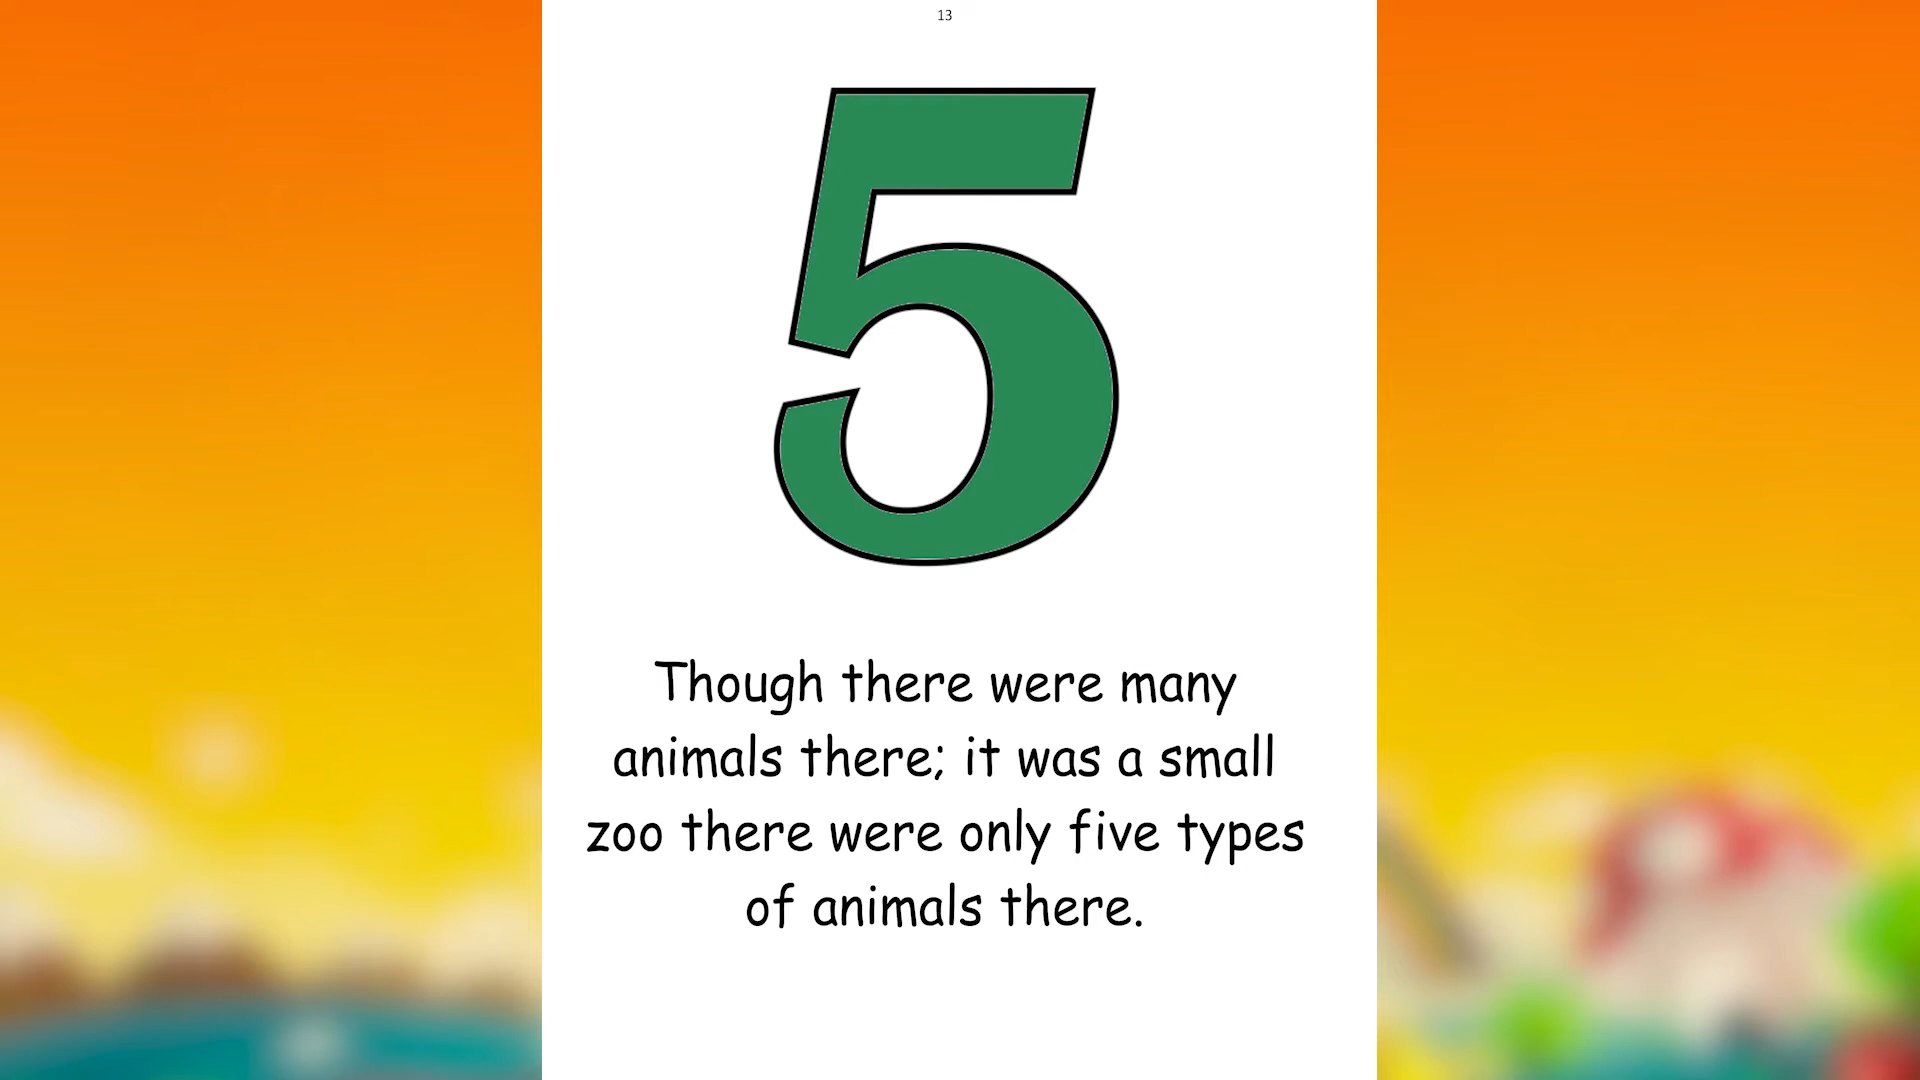 13
5
Though there were many
animals there; it was a small
zoo there were only five types
of animals there.